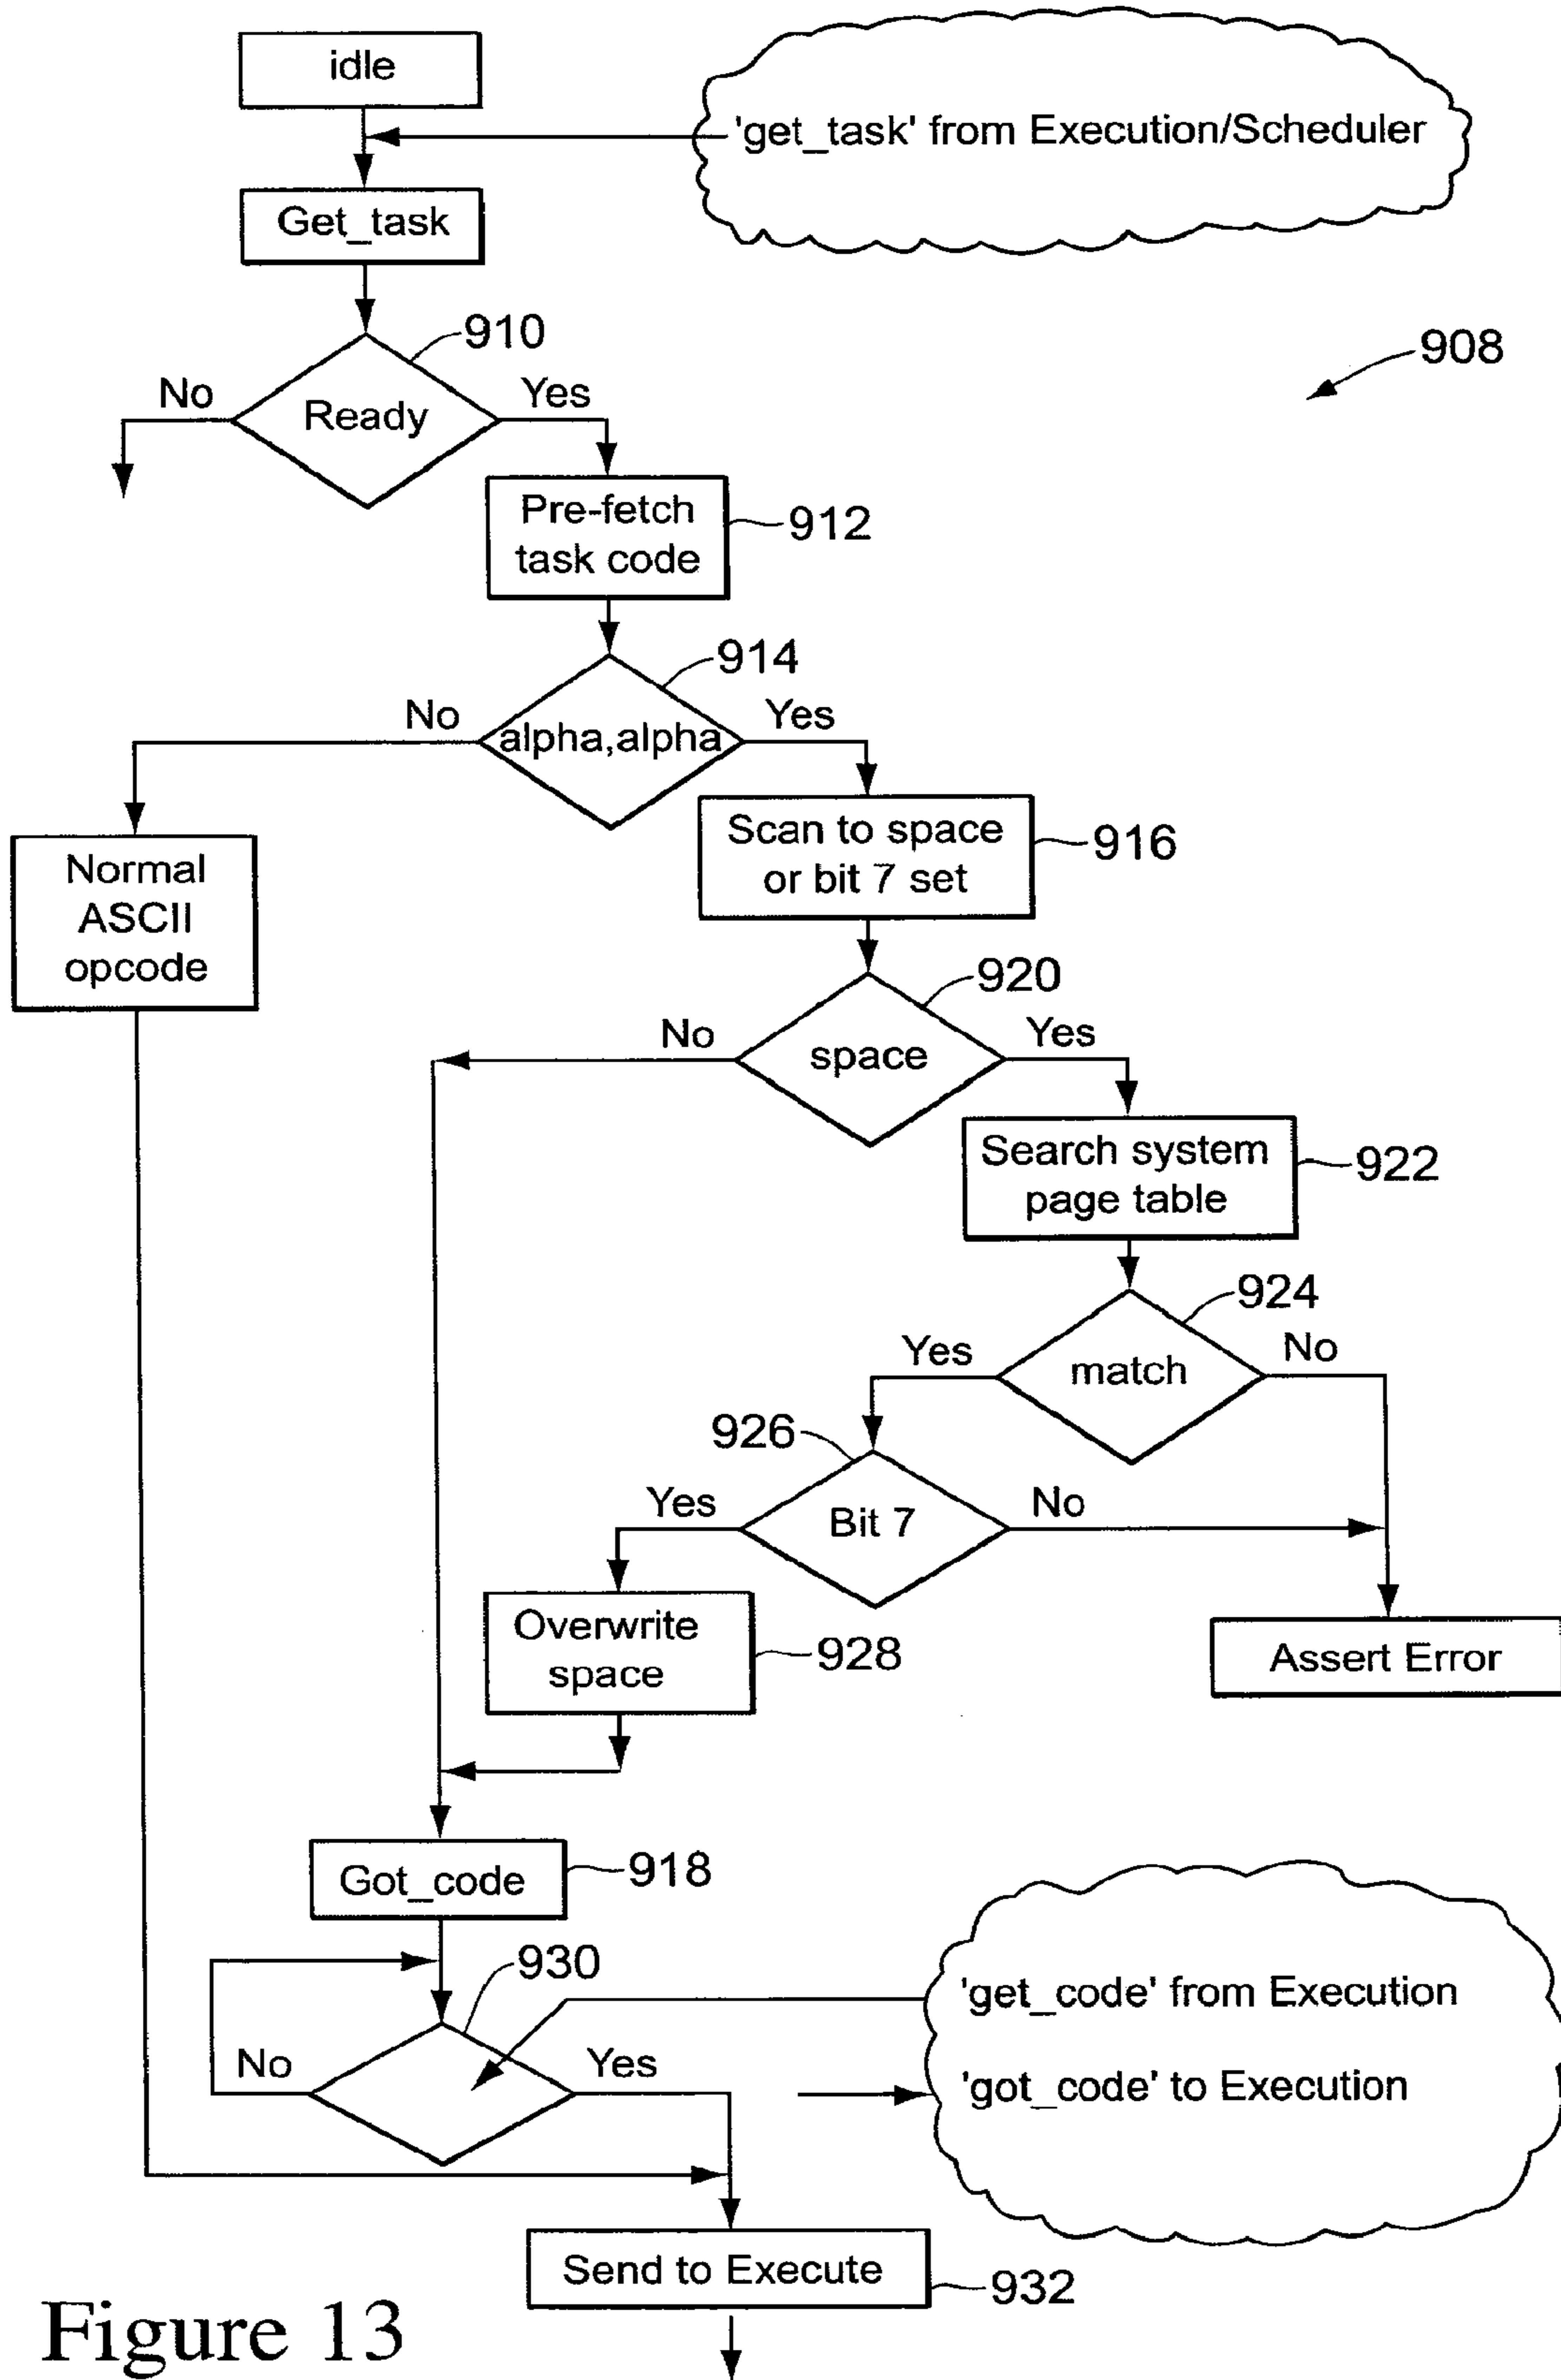 idle
'get_task' from Execution/Scheduler
Get_task
910
908
No
Yes
Ready
Pre-fetch
task code
912
914
No
Yes
alpha,alpha
Scan to space
or bit 7 set
916
Normal
ASCII
opcode
920
No
Yes
space
Search system
page table
922
924
Yes
No
match
926
Yes
No
Bit 7
Overwrite
space
928
Assert Error
Got_code
918
930
'get_code' from Execution
No
Yes
'got_code' to Execution
Send to Execute
932
Figure 13